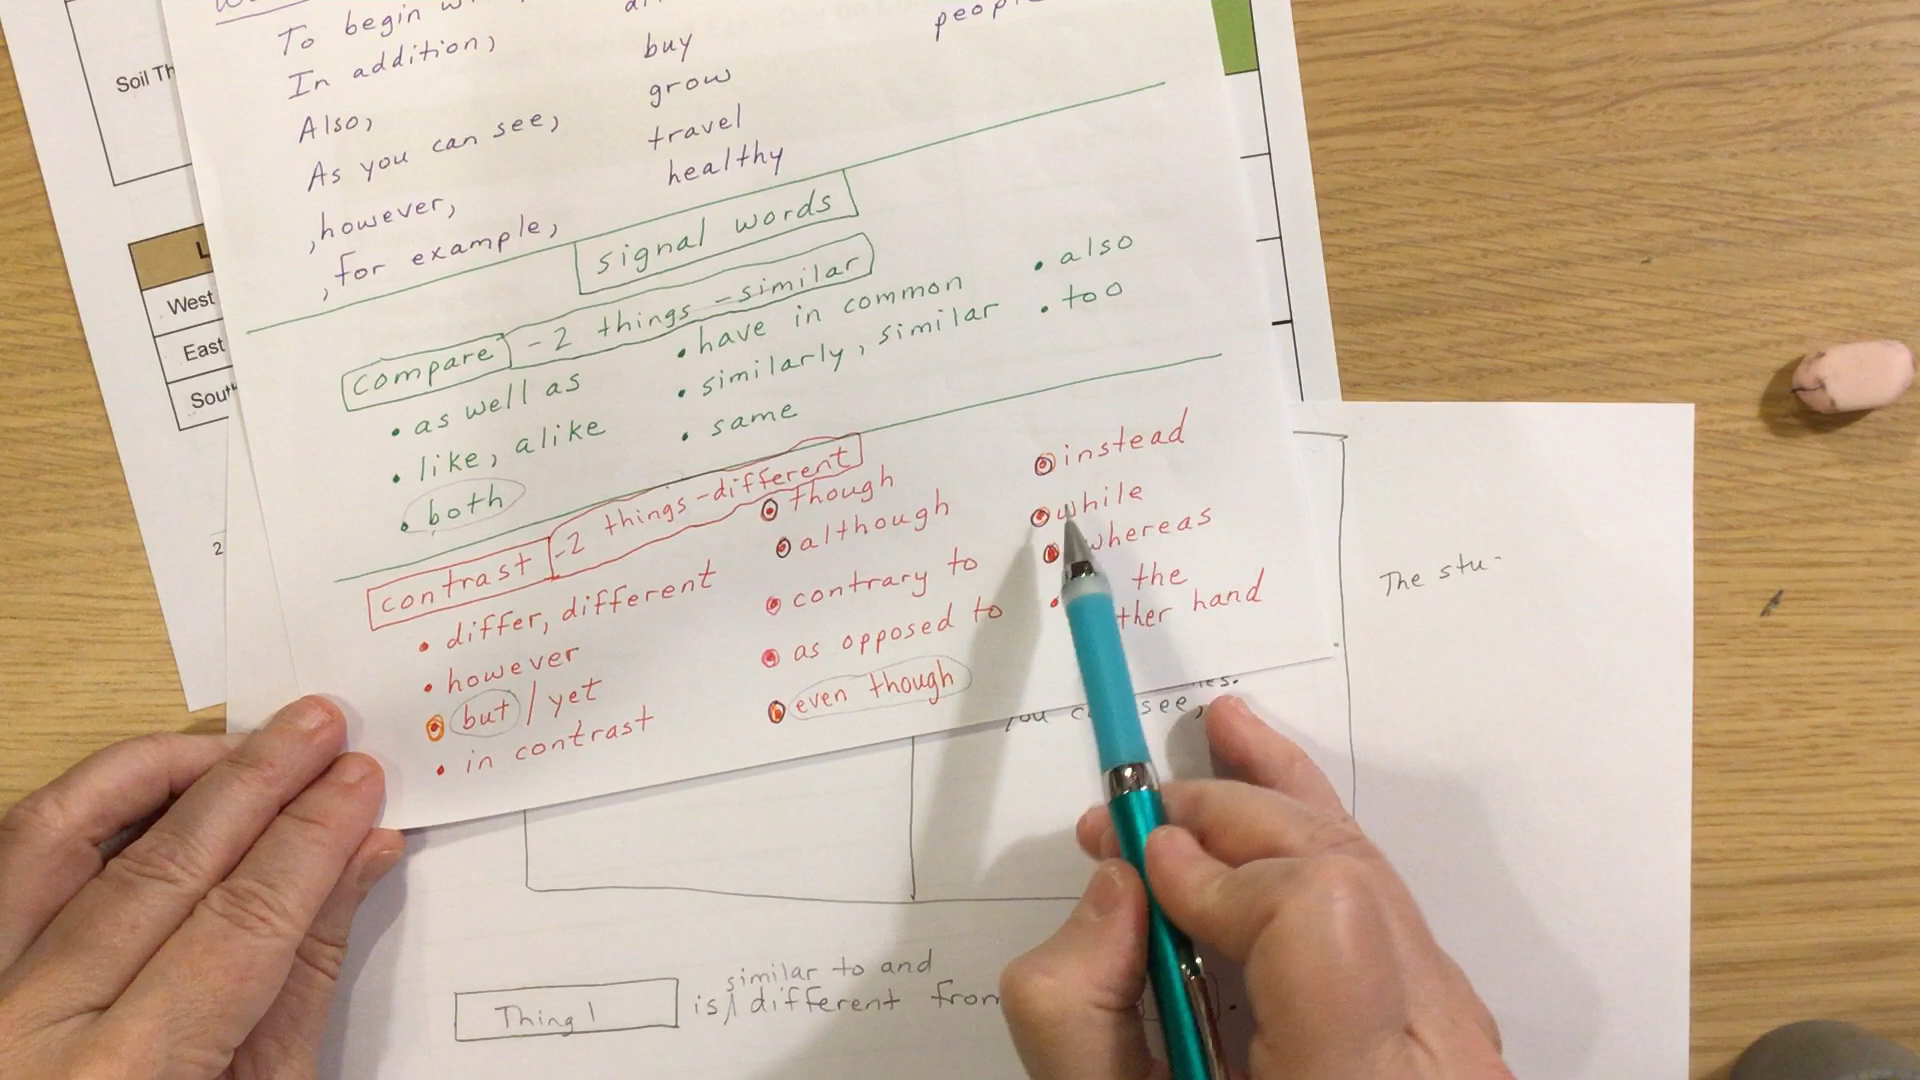 To begin
In addition,
Also,
As you can see,
,however,
,for example,
buy
grow
travel
healthy
Soil
West
East
2
signal words
compare -2 things -similar
• as well as
• like, alike
• both
• have in common
• similarly, similar
• same
• also
• too
contrast -2 things-different
• differ, different
• however
• but / yet
• in contrast
• though
• although
• contrary to
• as opposed to
• even though
• instead
• while
• whereas
• the
hand
The stu-
see,
similar to and
Thing 1 is different from